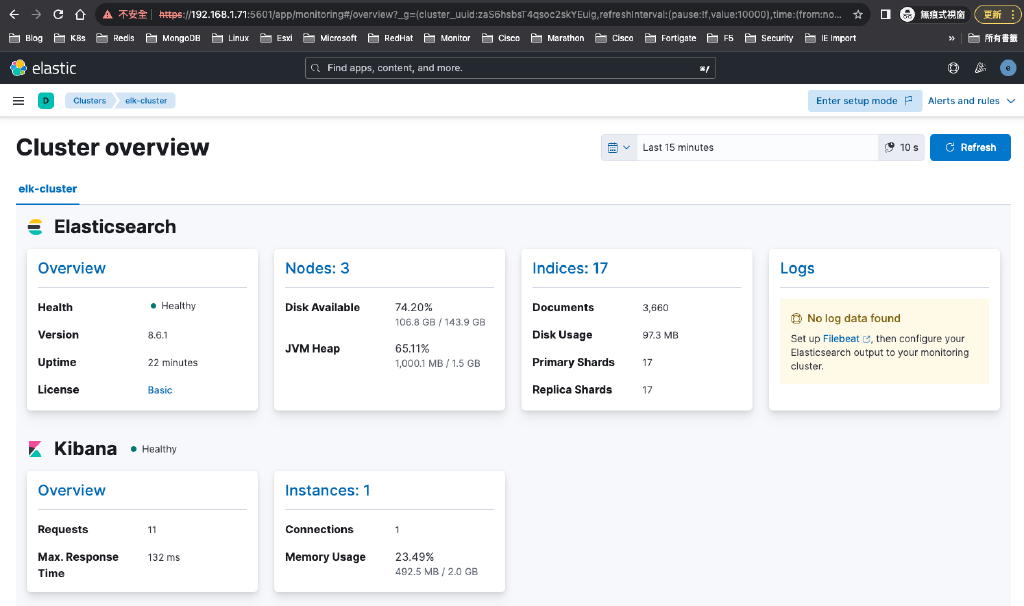 不安全 https://192.168.1.71:5601/app/monitoring#/overview?_g=(cluster_uuid:zaS6hsbsT4qsoc2skYEuig,refreshInterval:(pause:!f,value:10000),time:(from:no... 無痕式視窗 更新
Blog K8s Redis MongoDB Linux Esxi Microsoft RedHat Monitor Cisco Marathon Cisco Fortigate F5 Security IE Import » 所有書籤
elastic Find apps, content, and more. ⌘/ e
D Clusters elk-cluster Enter setup mode Alerts and rules
Cluster overview Last 15 minutes 10 s Refresh
elk-cluster
Elasticsearch
Overview
Health Healthy
Version 8.6.1
Uptime 22 minutes
License Basic
Nodes: 3
Disk Available 74.20%
106.8 GB / 143.9 GB
JVM Heap 65.11%
1,000.1 MB / 1.5 GB
Indices: 17
Documents 3,660
Disk Usage 97.3 MB
Primary Shards 17
Replica Shards 17
Logs
No log data found
Set up Filebeat, then configure your
Elasticsearch output to your monitoring
cluster.
Kibana Healthy
Overview
Requests 11
Max. Response 132 ms
Time
Instances: 1
Connections 1
Memory Usage 23.49%
492.5 MB / 2.0 GB